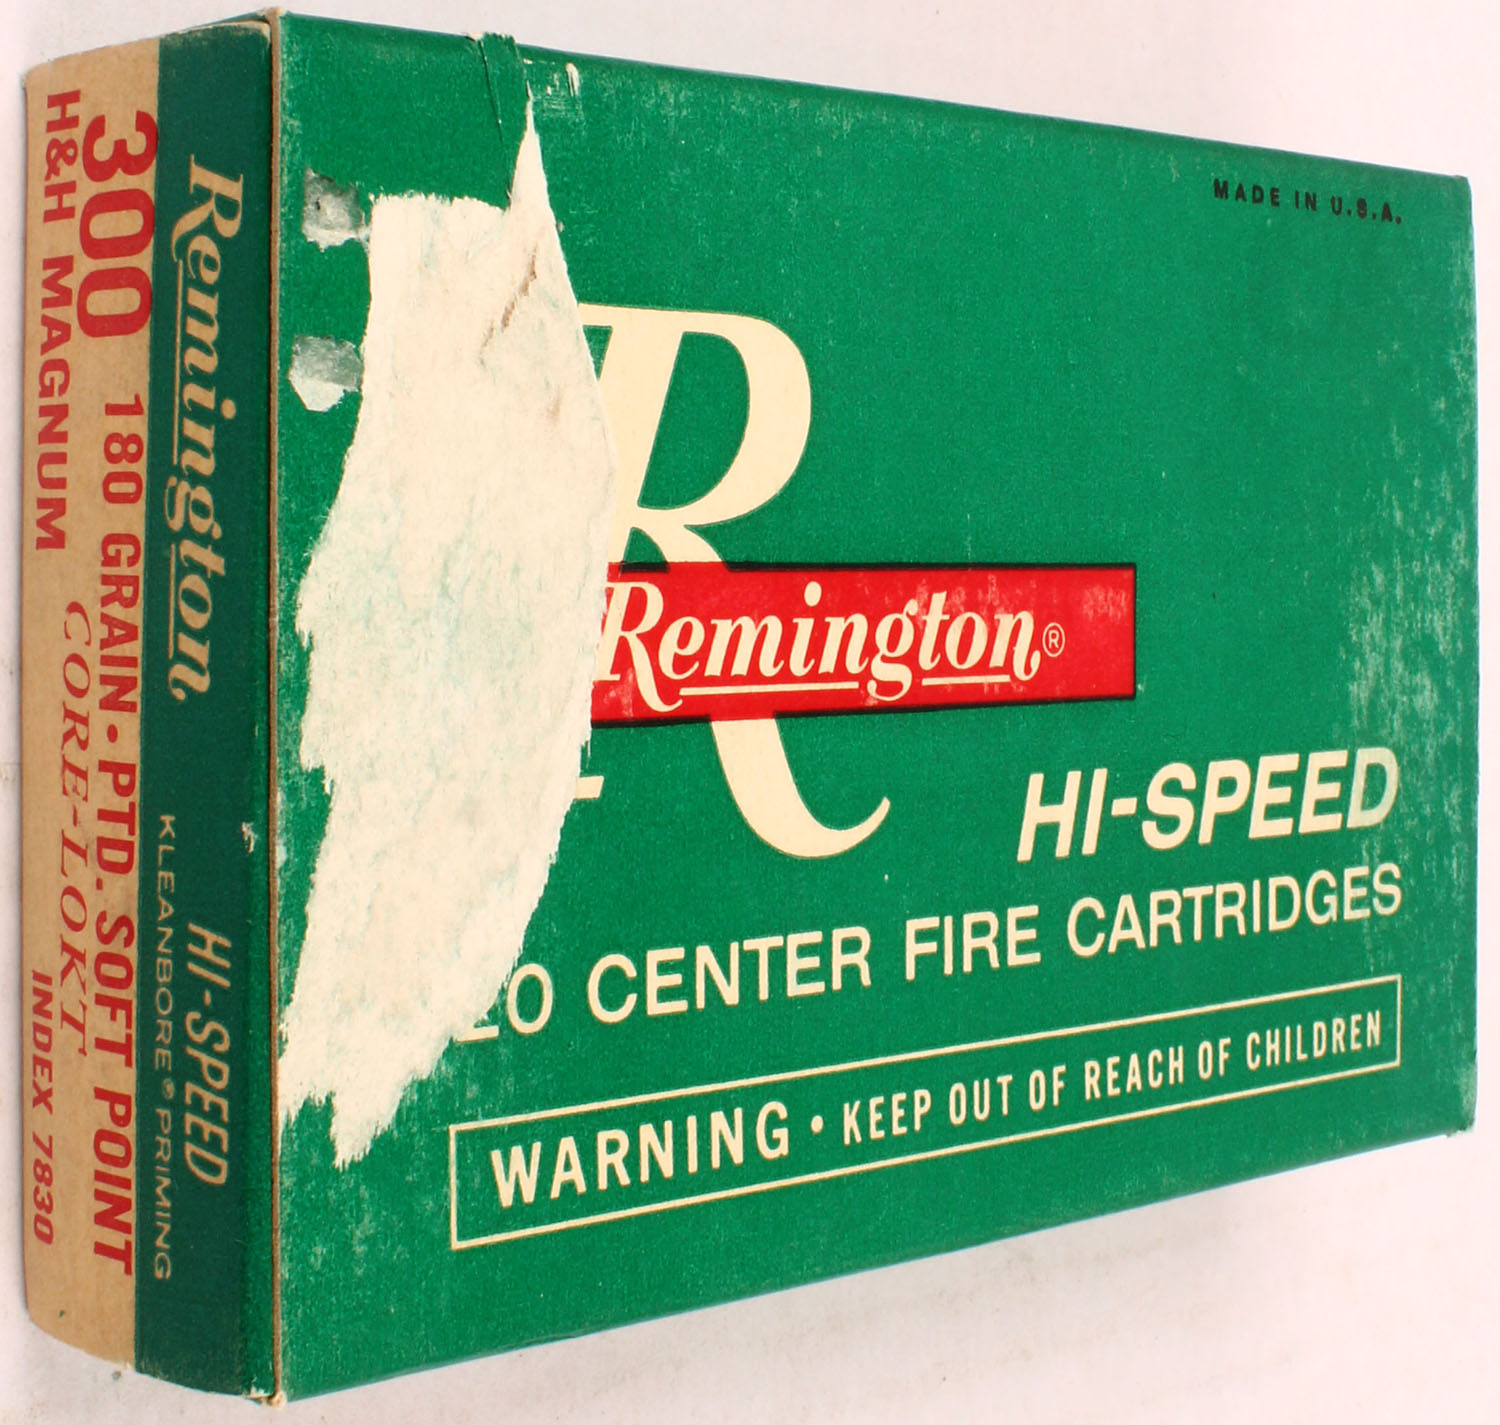 MADE IN U.S.A.
R
Remington®
HI-SPEED
20 CENTER FIRE CARTRIDGES
WARNING • KEEP OUT OF REACH OF CHILDREN
Remington HI-SPEED
KLEANBORE® PRIMING
300 180 GRAIN • PTD. SOFT POINT
H&H MAGNUM CORE-LOKT INDEX 7830